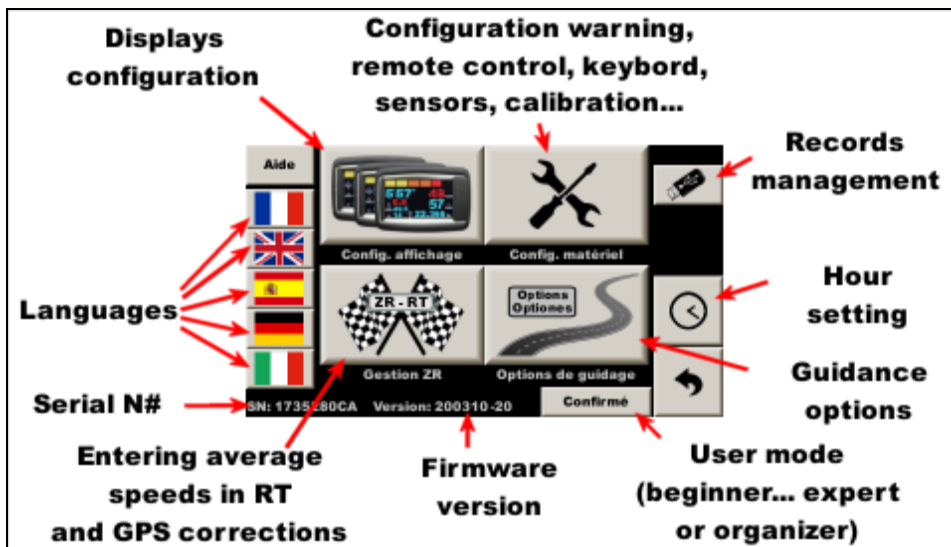 Displays
configuration
Configuration warning,
remote control, keybord,
sensors, calibration...
Records
management
Aide
Config. affichage
Config. matériel
Languages
ZR - RT
Options
Optiones
Hour
setting
Gestion ZR
Options de guidage
Guidance
options
Serial N#
SN: 1735280CA
Version: 200310-20
Confirmé
Entering average
speeds in RT
and GPS corrections
Firmware
version
User mode
(beginner... expert
or organizer)